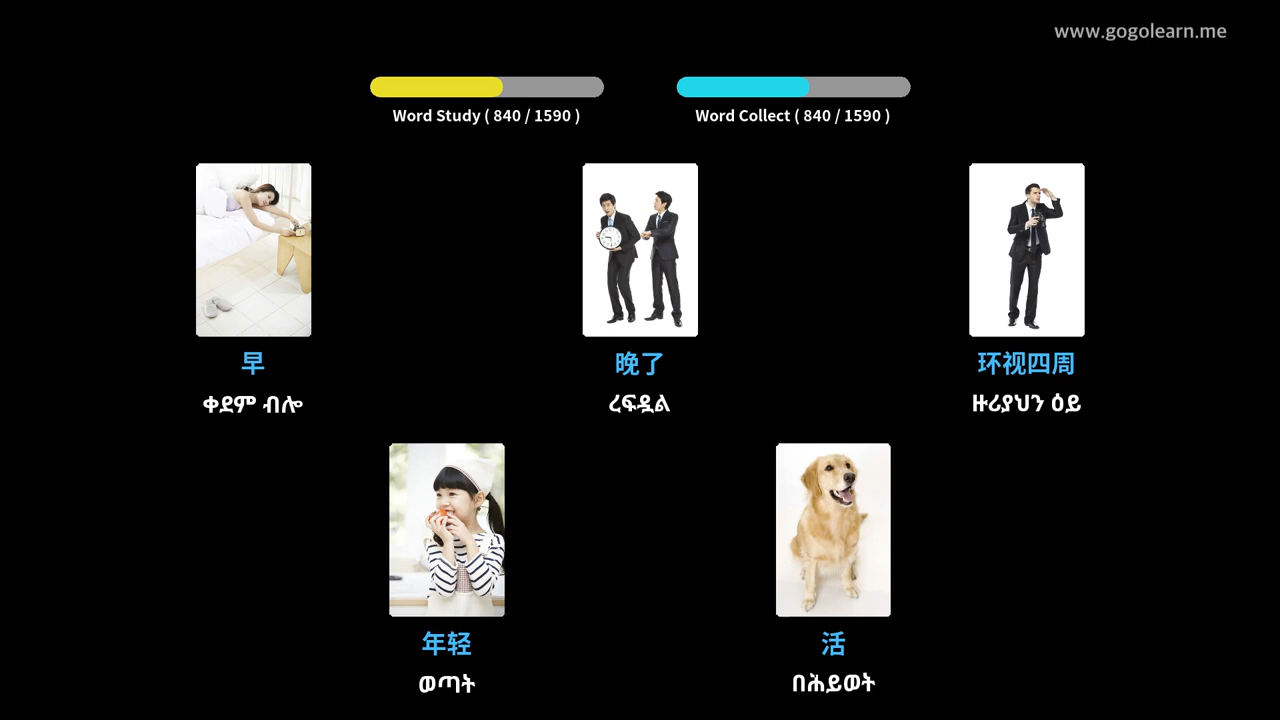 www.gogolearn.me
Word Study ( 840 / 1590 )
Word Collect ( 840 / 1590 )
早
ቀደም ብሎ
晚了
ረፍዷል
环视四周
ዙሪያህን ዕይ
年轻
ወጣት
活
በሕይወት